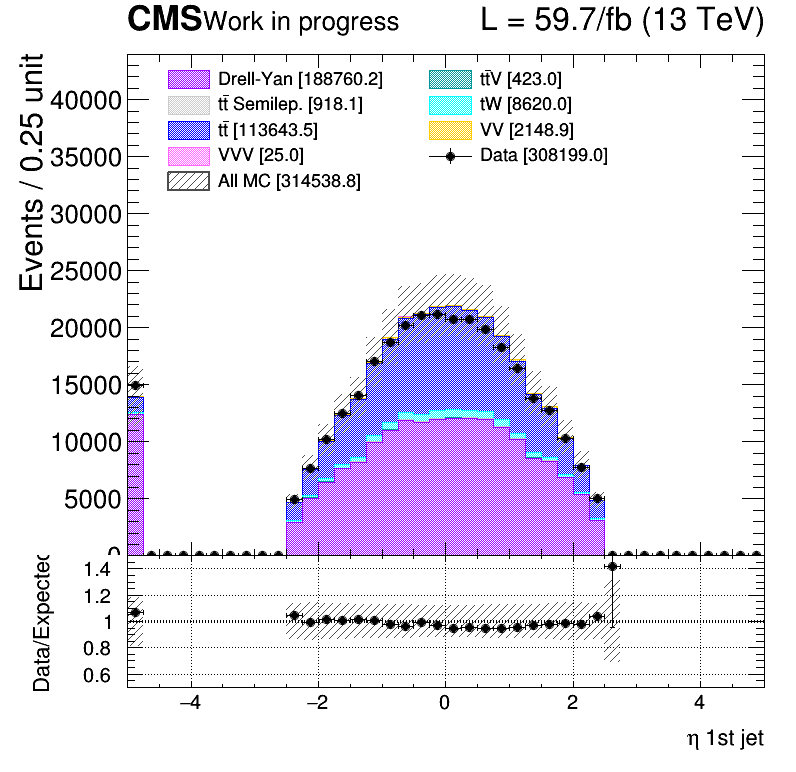 CMS Work in progress L = 59.7/fb (13 TeV)
Events / 0.25 unit
Drell-Yan [188760.2]
tt̄ Semilep. [918.1]
tt̄ [113643.5]
VVV [25.0]
All MC [314538.8]
tt̄V [423.0]
tW [8620.0]
VV [2148.9]
Data [308199.0]
40000
35000
30000
25000
20000
15000
10000
5000
0
Data/Expected
1.4
1.2
1
0.8
0.6
−4 −2 0 2 4
η 1st jet